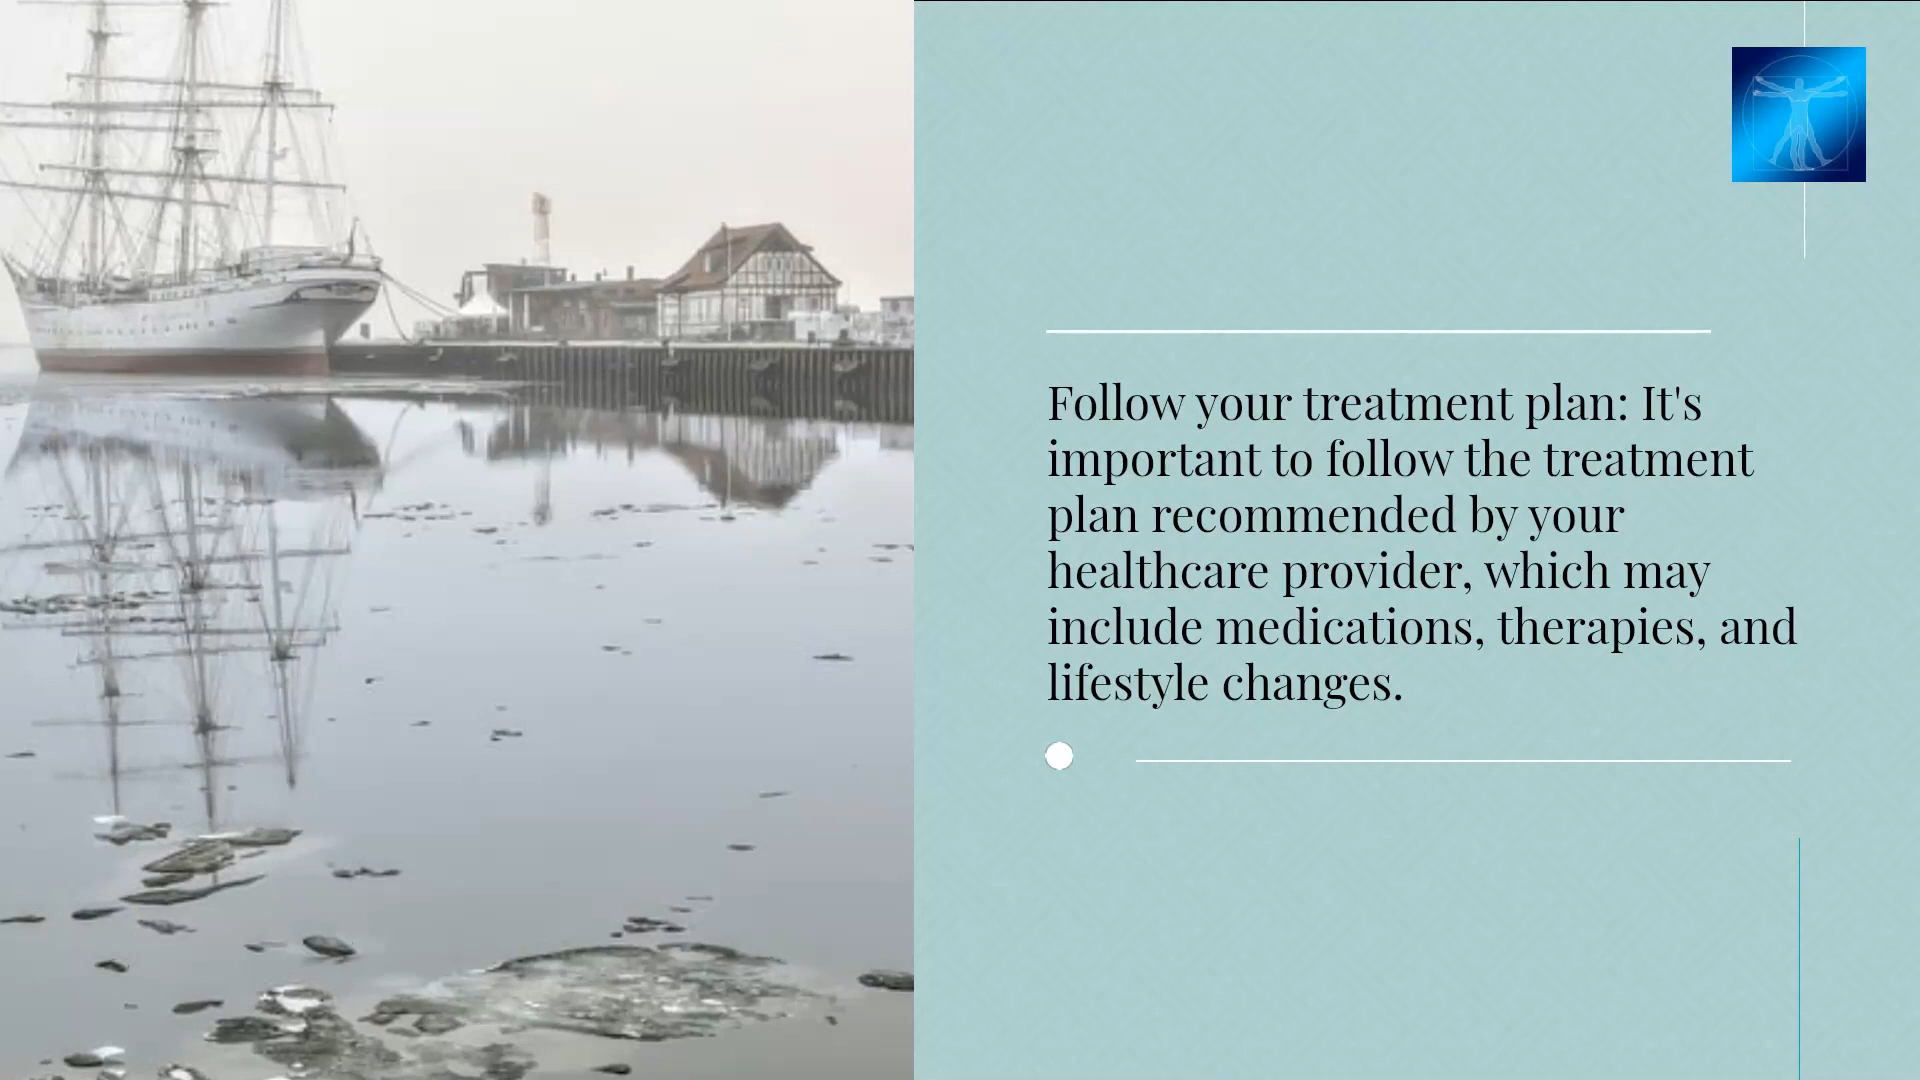 Follow your treatment plan: It's
important to follow the treatment
plan recommended by your
healthcare provider, which may
include medications, therapies, and
lifestyle changes.